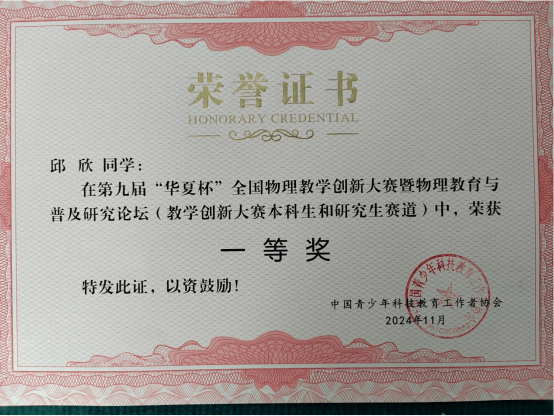 荣誉证书
HONORARY CREDENTIAL
邱 欣 同学：
在第九届“华夏杯”全国物理教学创新大赛暨物理教育与
普及研究论坛（教学创新大赛本科生和研究生赛道）中，荣获
一 等 奖
特发此证，以资鼓励！
中国青少年科技教育工作者协会
2024年11月